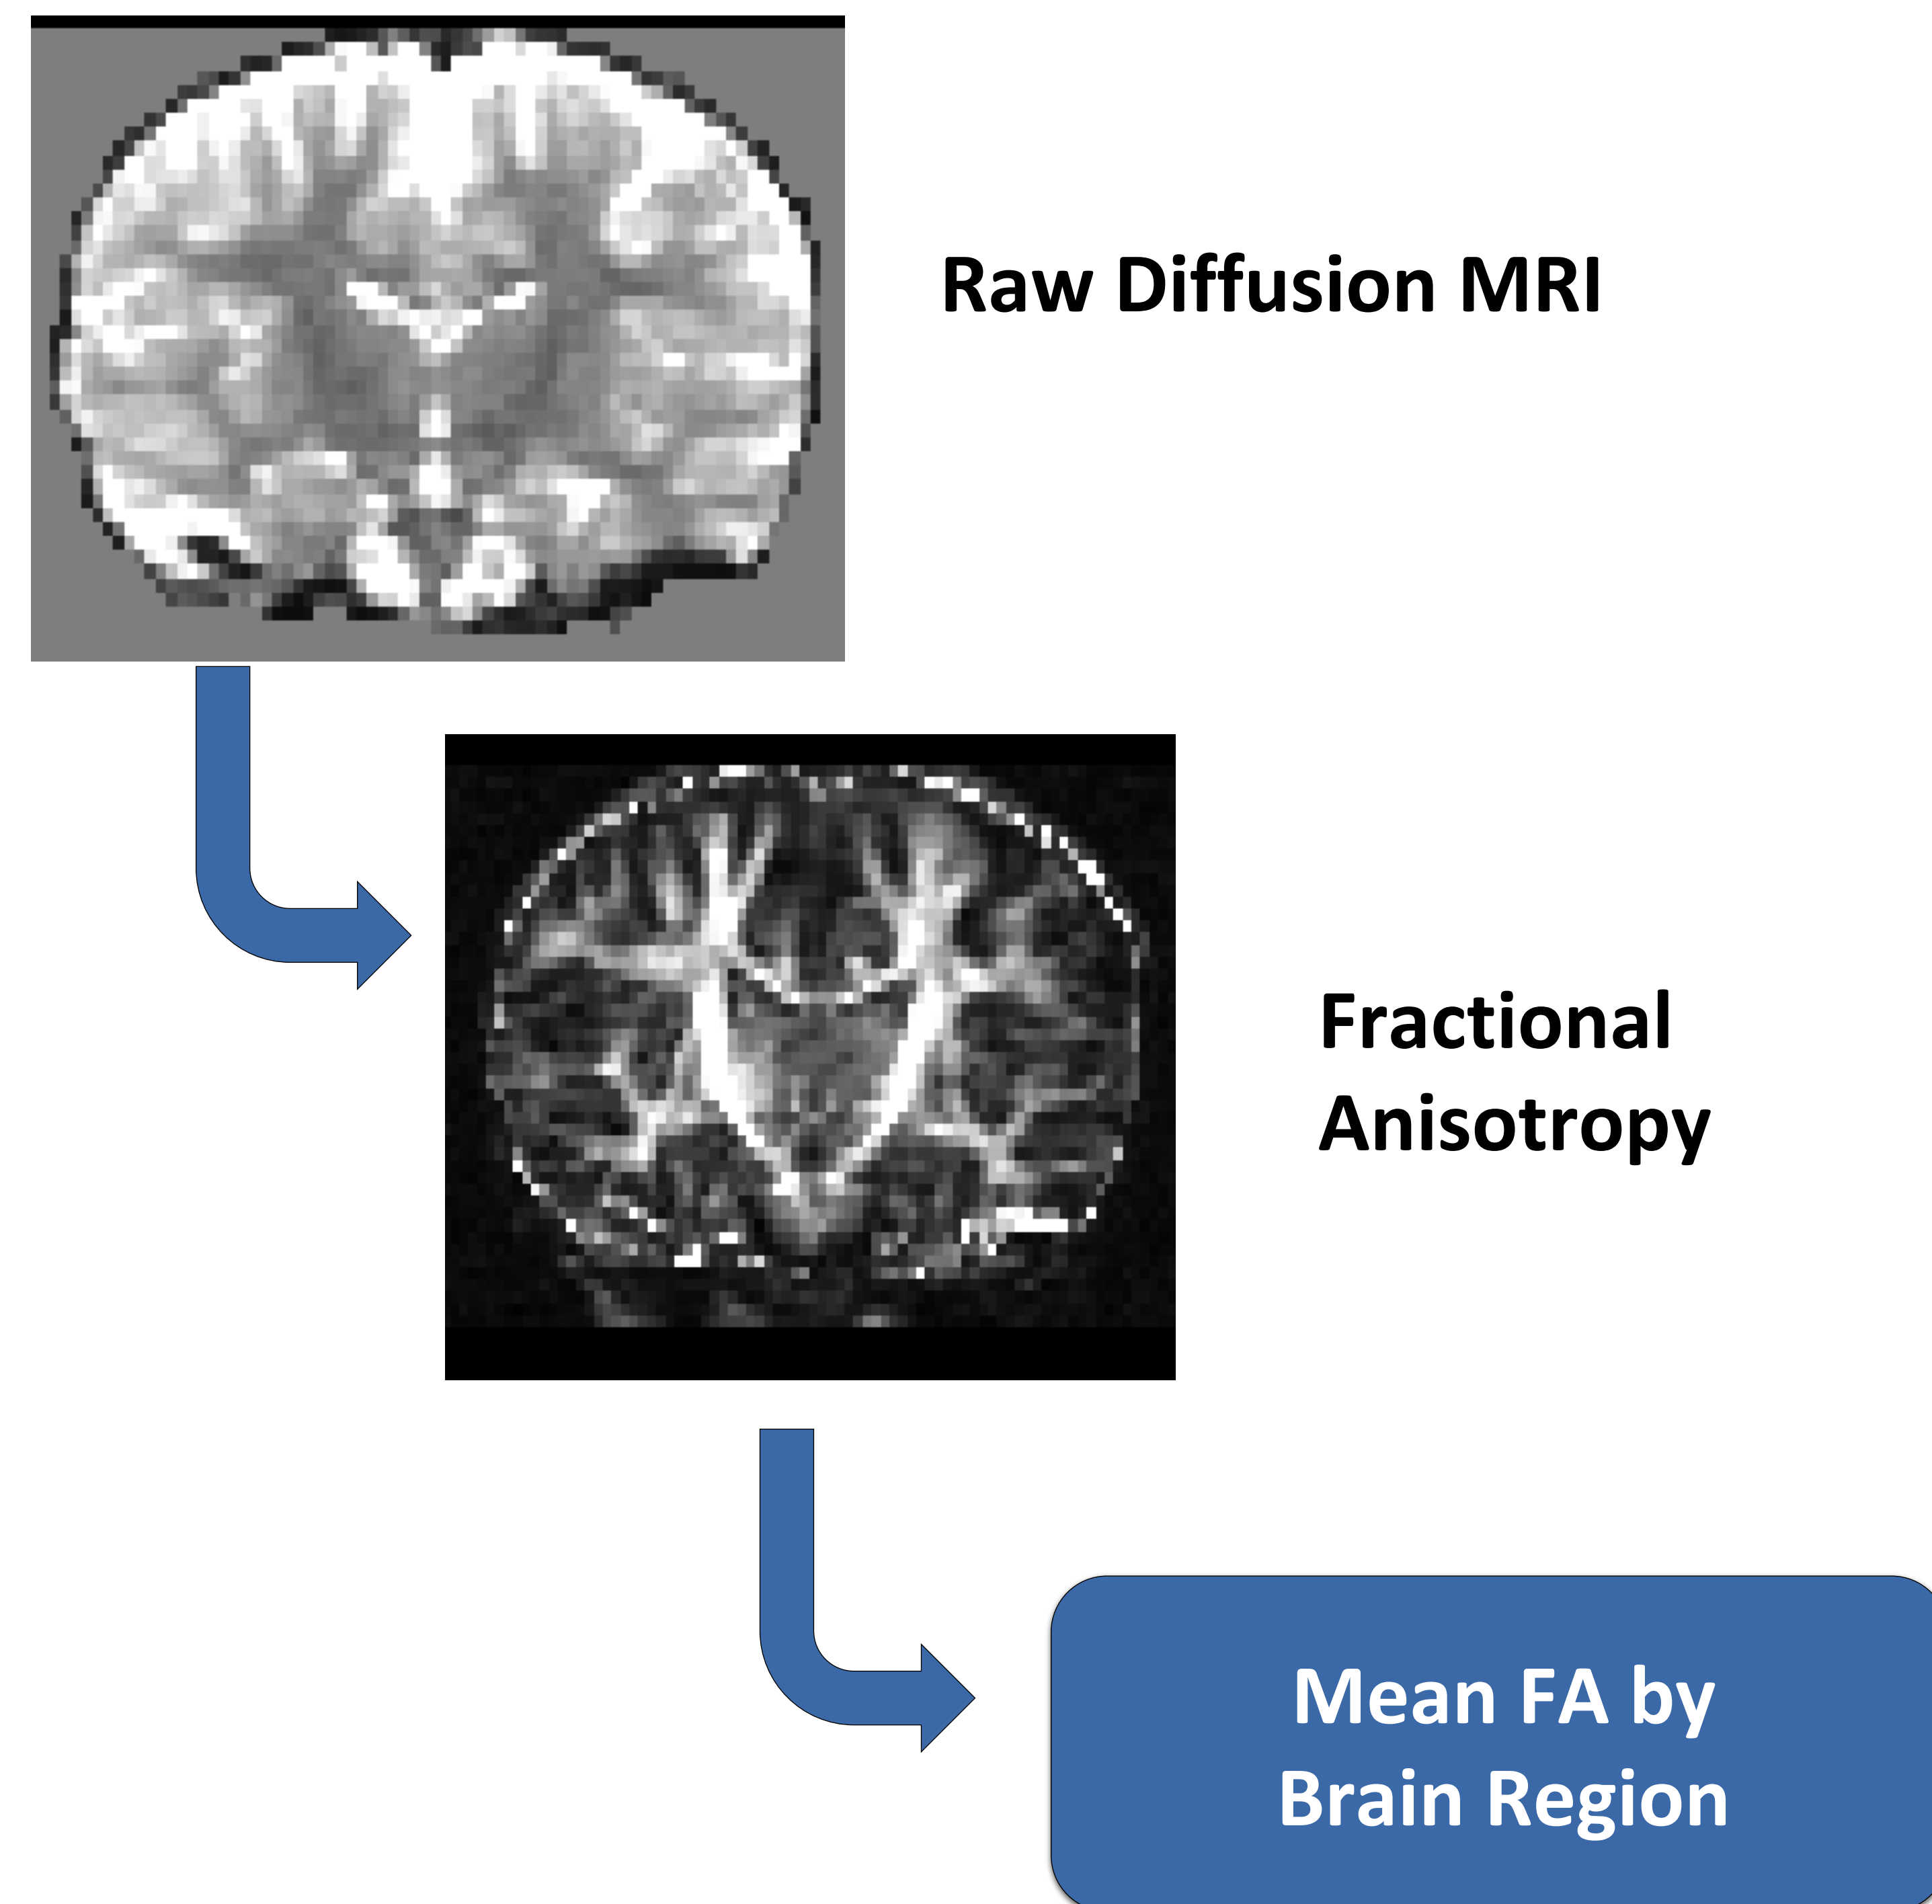 Raw Diffusion MRI
Fractional
Anisotropy
Mean FA by
Brain Region